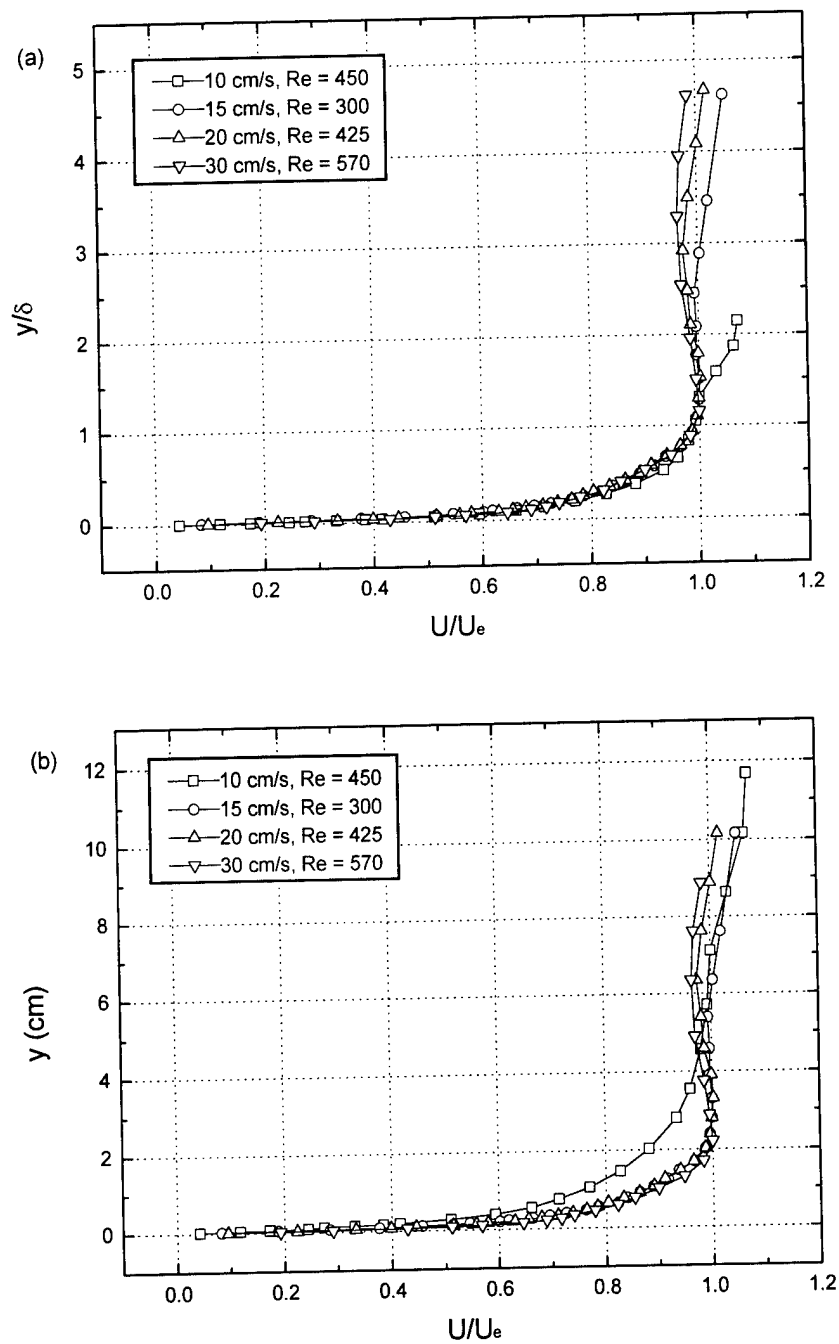 (a)
10 cm/s, Re = 450
15 cm/s, Re = 300
20 cm/s, Re = 425
30 cm/s, Re = 570
5
4
3
2
1
0
y/δ
0.0 0.2 0.4 0.6 0.8 1.0 1.2
U/Ue
(b)
10 cm/s, Re = 450
15 cm/s, Re = 300
20 cm/s, Re = 425
30 cm/s, Re = 570
12
10
8
6
4
2
0
y (cm)
0.0 0.2 0.4 0.6 0.8 1.0 1.2
U/Ue